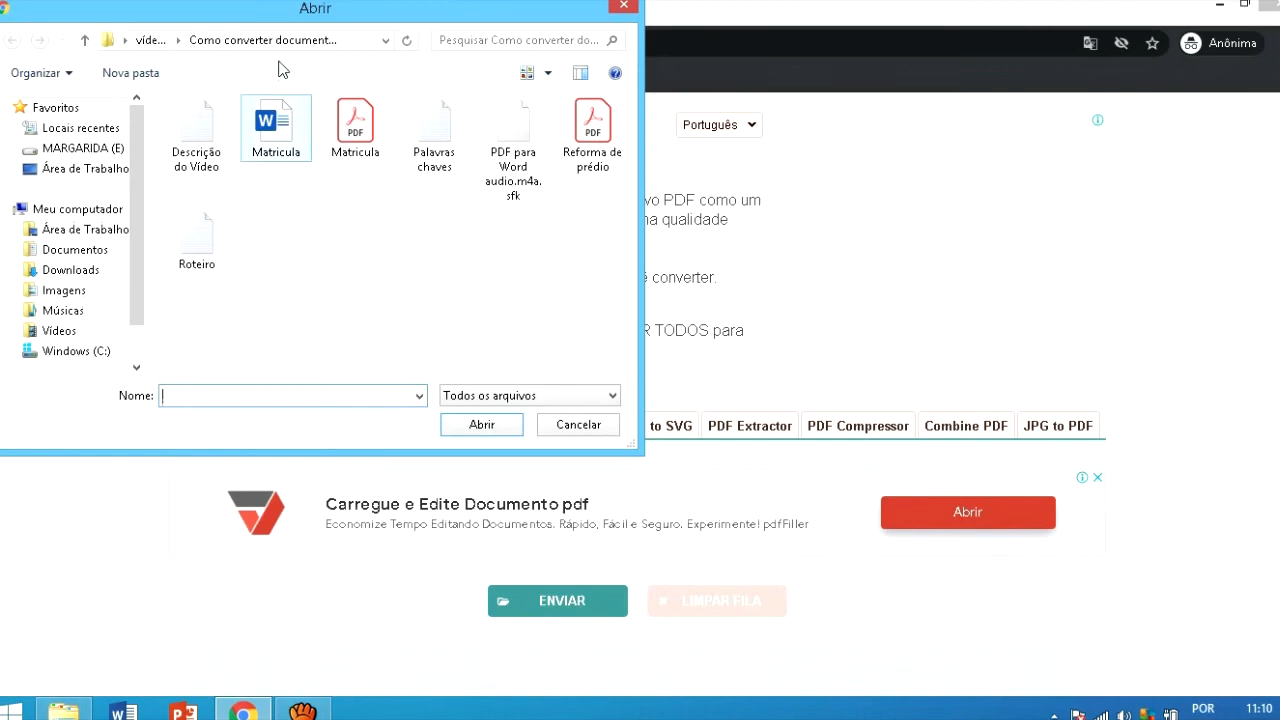 Abrir
víde...
Como converter document...
Pesquisar Como converter do...
Anônima
Organizar
Nova pasta
Favoritos
Locais recentes
MARGARIDA (E)
Área de Trabalho
Meu computador
Área de Trabalho
Documentos
Downloads
Imagens
Músicas
Vídeos
Windows (C:)
Descrição
do Vídeo
W
Matricula
PDF
Matricula
Palavras
chaves
PDF para
Word
audio.m4a.
sfk
PDF
Reforma de
prédio
Roteiro
Nome:
Todos os arquivos
Abrir
Cancelar
Português
vo PDF como um
na qualidade
é converter.
R TODOS para
to SVG
PDF Extractor
PDF Compressor
Combine PDF
JPG to PDF
Carregue e Edite Documento pdf
Economize Tempo Editando Documentos. Rápido, Fácil e Seguro. Experimente! pdfFiller
Abrir
ENVIAR
LIMPAR FILA
POR
11:10